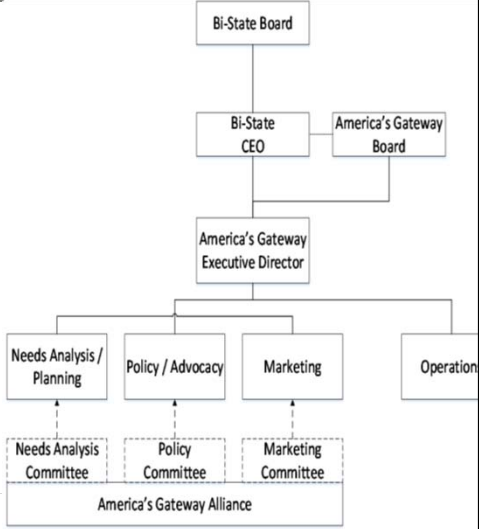 Bi-State Board
Bi-State
CEO
America's Gateway
Board
America's Gateway
Executive Director
Needs Analysis /
Planning
Policy / Advocacy
Marketing
Operation
Needs Analysis
Committee
Policy
Committee
Marketing
Committee
America's Gateway Alliance